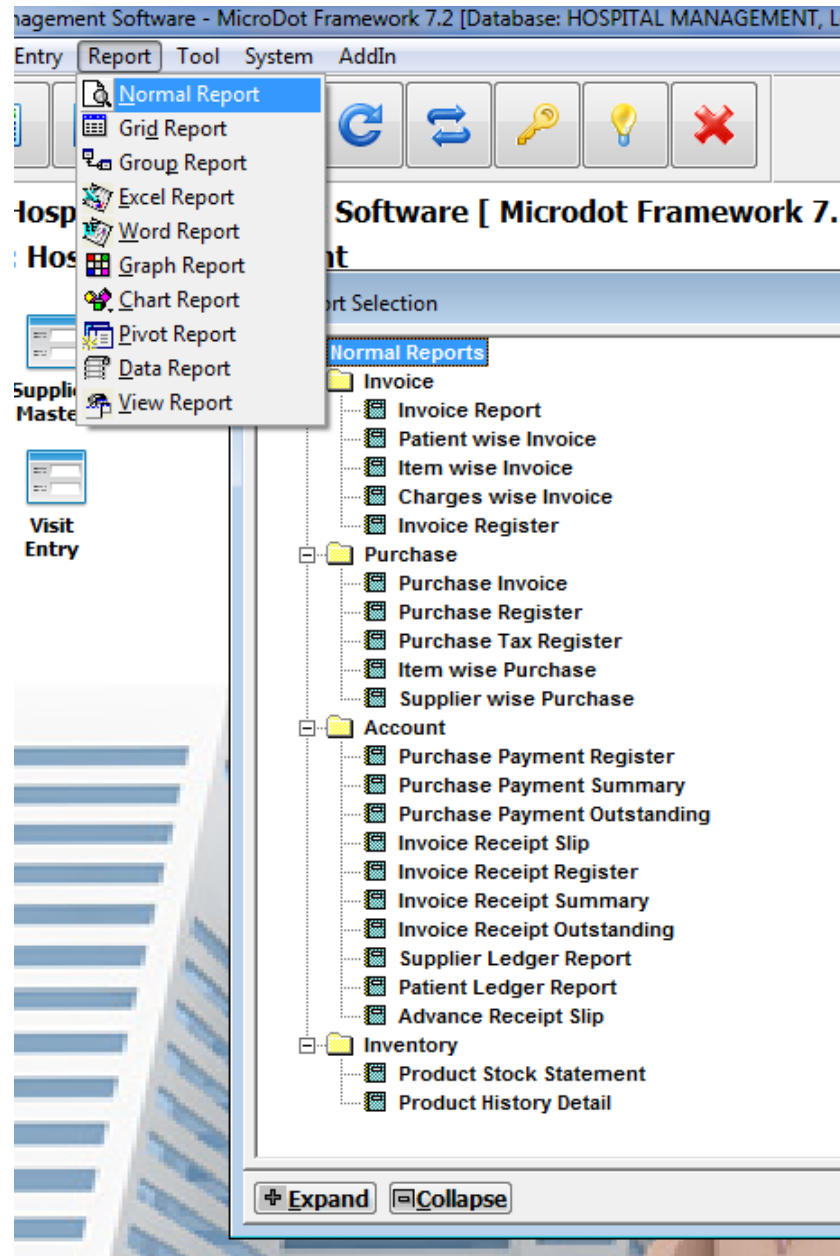 nagement Software - MicroDot Framework 7.2 [Database: HOSPITAL MANAGEMENT, L
Entry Report Tool System AddIn
Normal Report
Grid Report
Group Report
Excel Report
Word Report
Graph Report
Chart Report
Pivot Report
Data Report
View Report
Hosp Software [ Microdot Framework 7.
: Hos nt
Supplie
Maste
Visit
Entry
ort Selection
Normal Reports
Invoice
Invoice Report
Patient wise Invoice
Item wise Invoice
Charges wise Invoice
Invoice Register
Purchase
Purchase Invoice
Purchase Register
Purchase Tax Register
Item wise Purchase
Supplier wise Purchase
Account
Purchase Payment Register
Purchase Payment Summary
Purchase Payment Outstanding
Invoice Receipt Slip
Invoice Receipt Register
Invoice Receipt Summary
Invoice Receipt Outstanding
Supplier Ledger Report
Patient Ledger Report
Advance Receipt Slip
Inventory
Product Stock Statement
Product History Detail
Expand Collapse